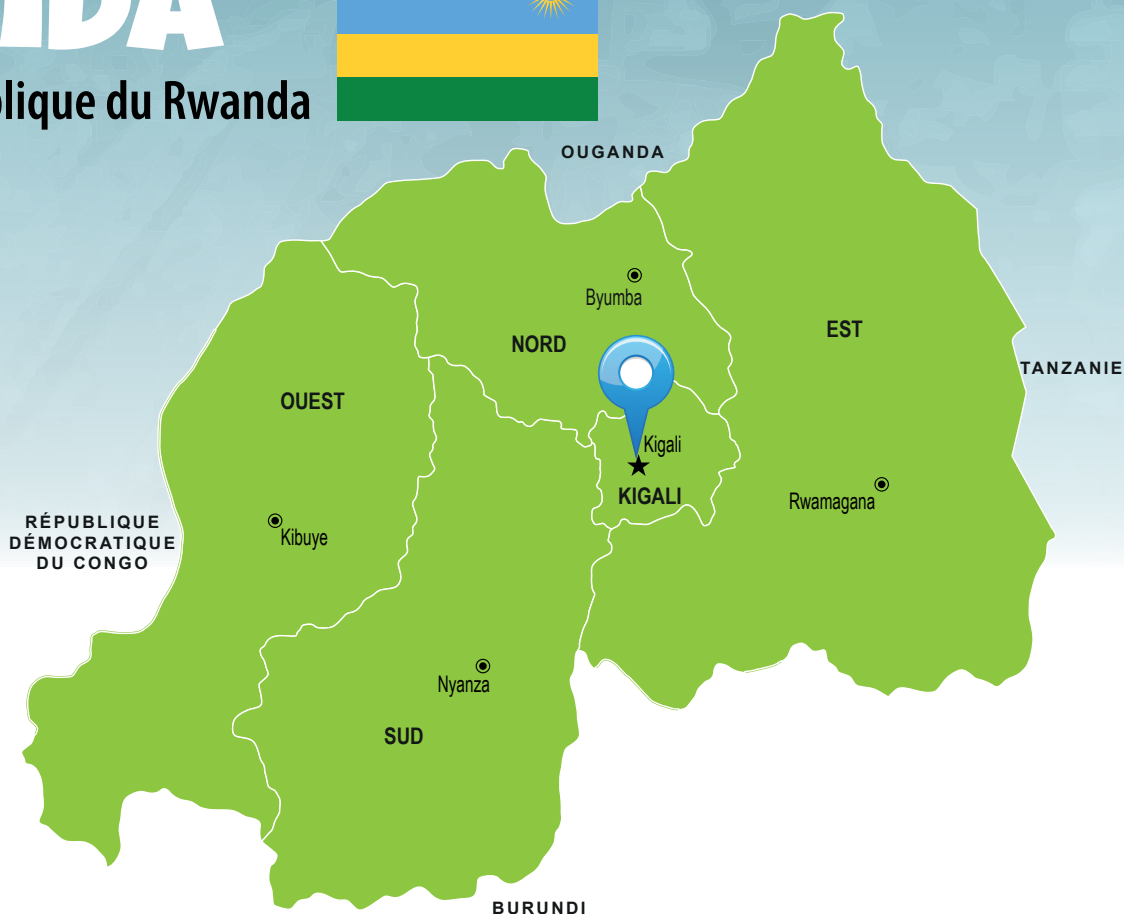 du Rwanda
OUGANDA
Byumba
EST
NORD
TANZANIE
OUEST
Kigali
KIGALI
Rwamagana
RÉPUBLIQUE
DÉMOCRATIQUE
DU CONGO
Kibuye
Nyanza
SUD
BURUNDI